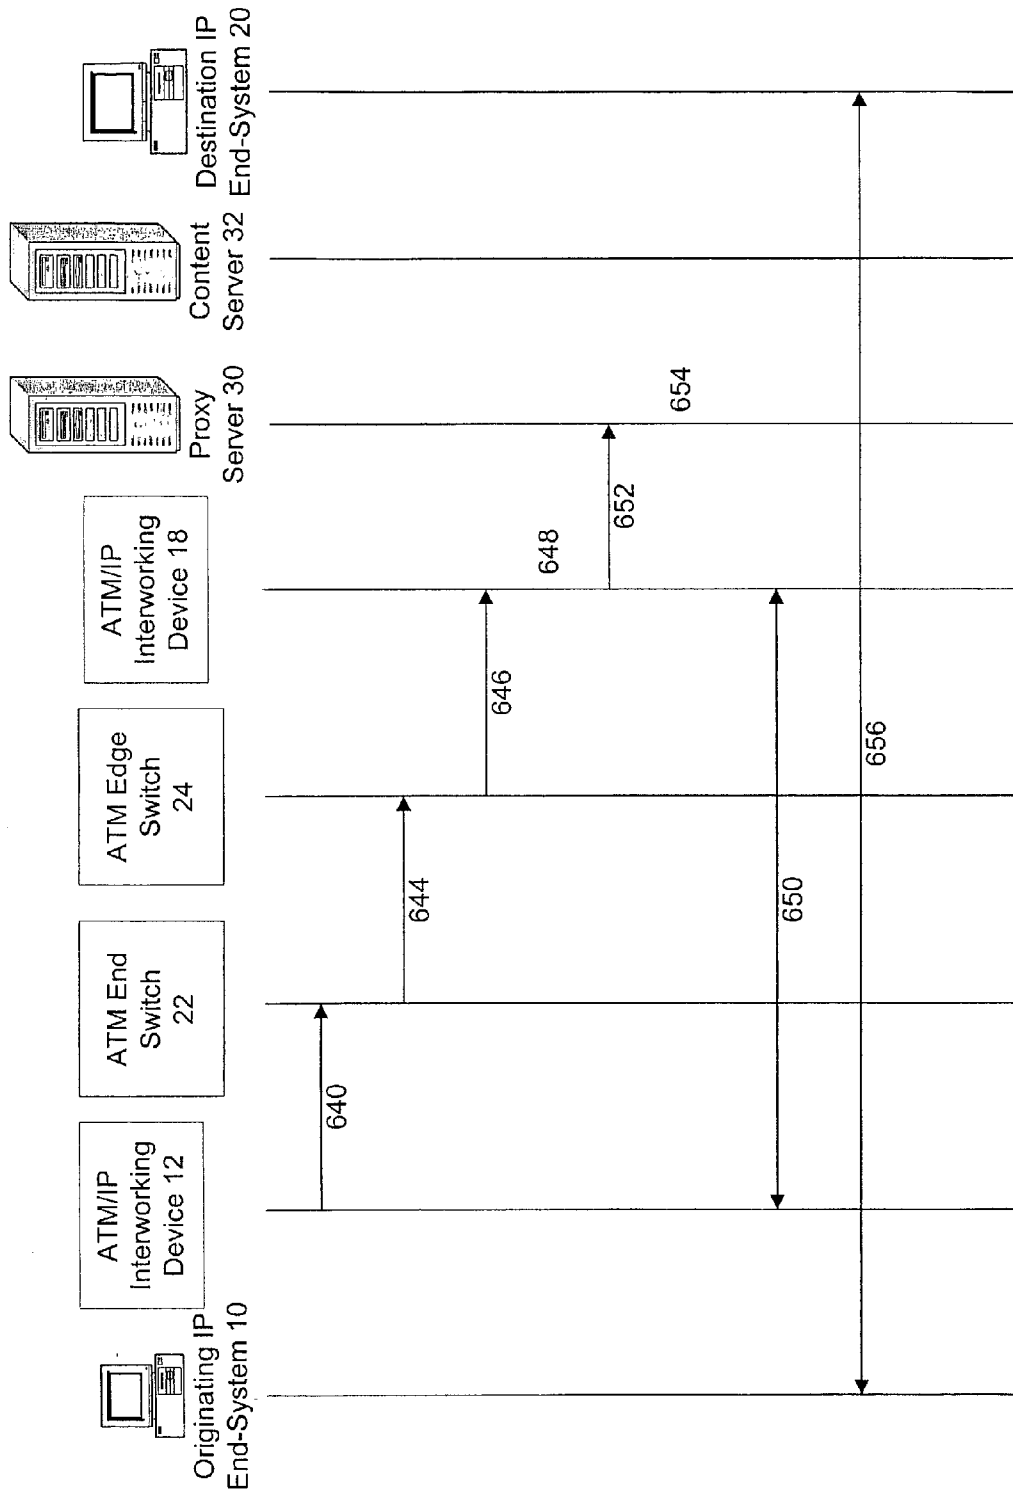 Originating IP
End-System 10
ATM/IP
Interworking
Device 12
ATM End
Switch
22
ATM Edge
Switch
24
ATM/IP
Interworking
Device 18
Proxy
Server 30
Content
Server 32
Destination IP
End-System 20
640
644
646
648
652
654
650
656